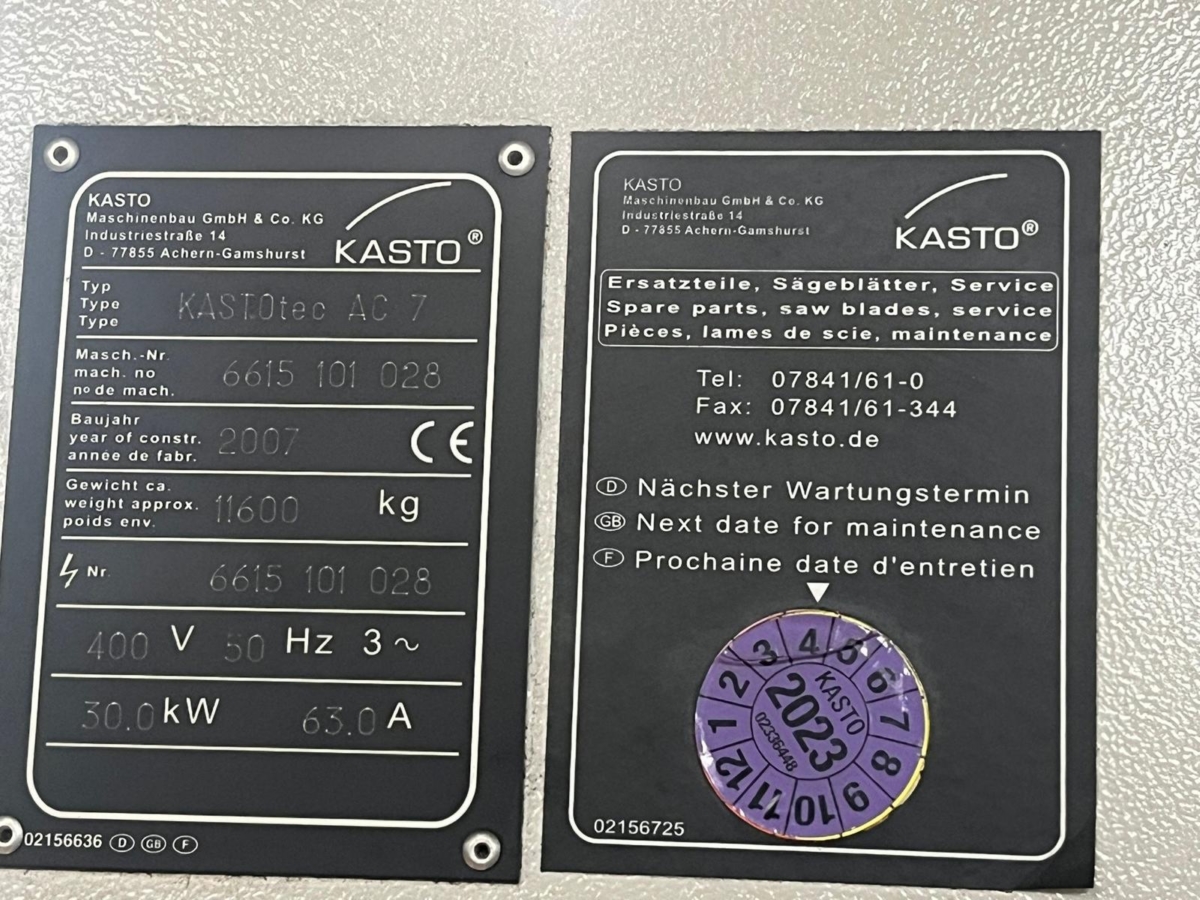 KASTO
Maschinenbau GmbH & Co. KG
Industriestraße 14
D - 77855 Achern-Gamshurst
KASTO®
Typ
Type
Type
KASTOtec AC 7
Masch.-Nr.
mach. no
nº de mach.
6615 101 028
Baujahr
year of constr.
année de fabr.
2007
CE
Gewicht ca.
weight approx.
poids env.
11600 kg
Nr.
6615 101 028
400 V 50 Hz 3 ~
30.0 kW 63.0 A
02156636 D GB F
KASTO
Maschinenbau GmbH & Co. KG
Industriestraße 14
D - 77855 Achern-Gamshurst
KASTO®
Ersatzteile, Sägeblätter, Service
Spare parts, saw blades, service
Pièces, lames de scie, maintenance
Tel: 07841/61-0
Fax: 07841/61-344
www.kasto.de
D Nächster Wartungstermin
GB Next date for maintenance
F Prochaine date d'entretien
1 2 3 4 5 6 7 8 9 10 11 12
KASTO
2023
02336448
02156725